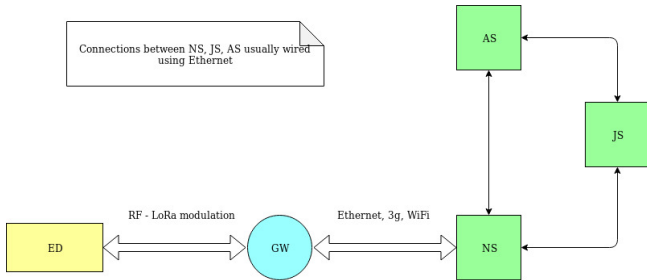 Connections between NS, JS, AS usually wired
using Ethernet
AS
JS
RF - LoRa modulation
Ethernet, 3g, WiFi
ED
GW
NS